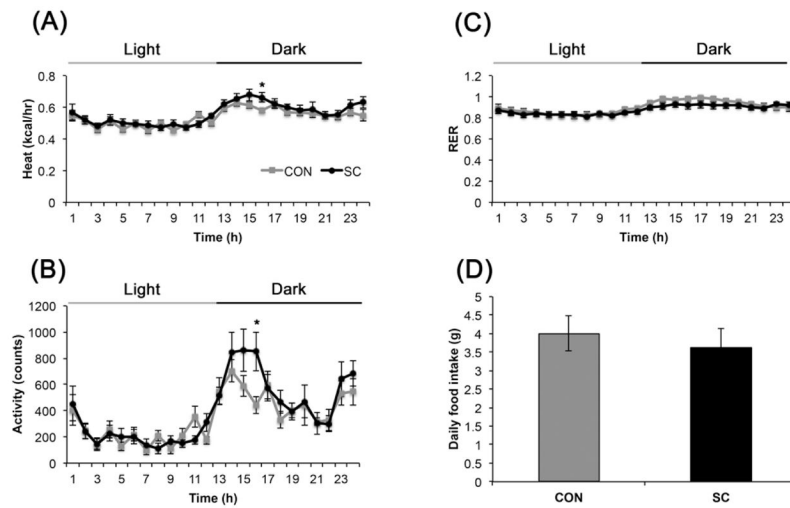 (A)
Light Dark
0.8
0.6
0.4
0.2
0
Heat (kcal/hr)
*
CON SC
1 3 5 7 9 11 13 15 17 19 21 23
Time (h)
(B)
Light Dark
1200
1000
800
600
400
200
0
Activity (counts)
*
1 3 5 7 9 11 13 15 17 19 21 23
Time (h)
(C)
Light Dark
1.2
1
0.8
0.6
0.4
0.2
0
RER
1 3 5 7 9 11 13 15 17 19 21 23
Time (h)
(D)
5
4.5
4
3.5
3
2.5
2
1.5
1
0.5
0
Daily food intake (g)
CON SC